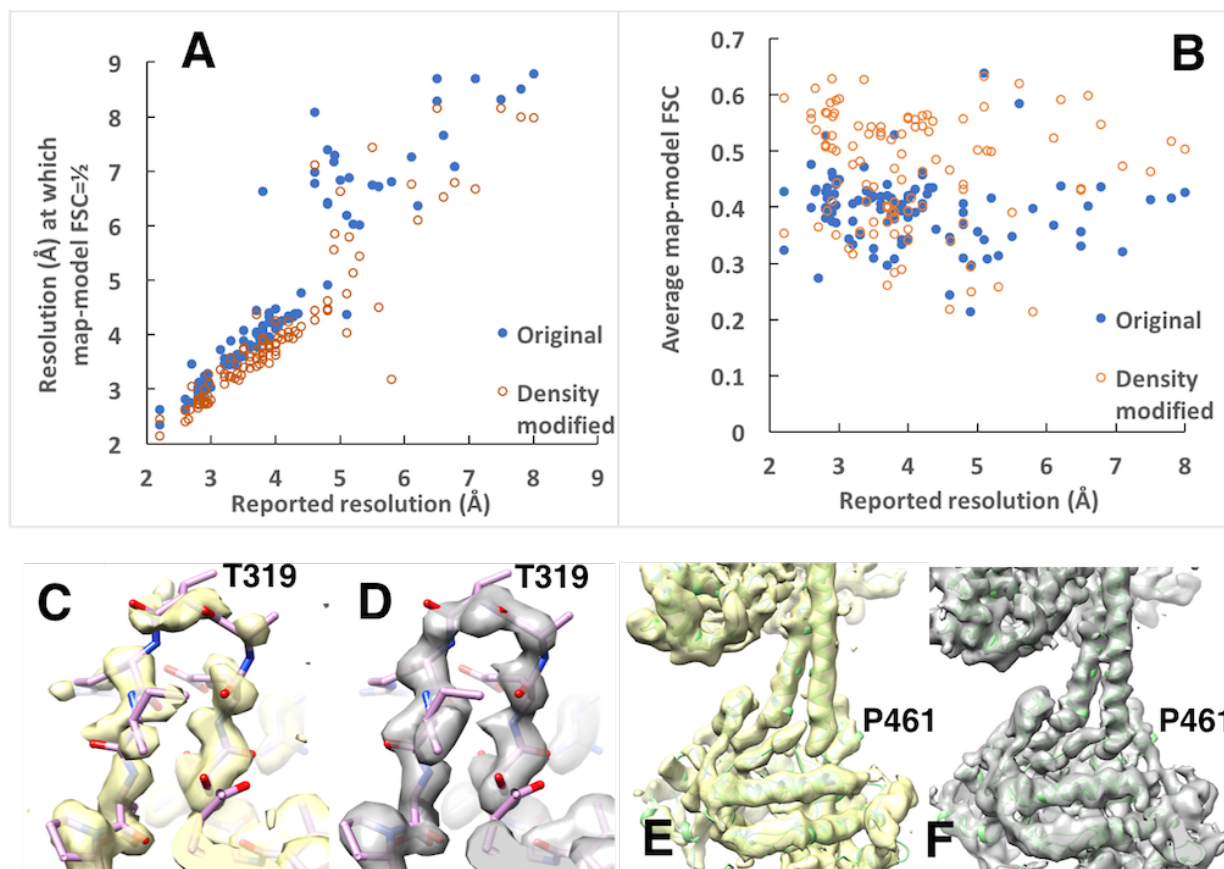 A
9
8
7
6
5
4
3
2
Resolution (Å) at which
map-model FSC=½
2 3 4 5 6 7 8 9
Reported resolution (Å)
Original
Density
modified
B
0.7
0.6
0.5
0.4
0.3
0.2
0.1
0
Average map-model FSC
2 3 4 5 6 7 8
Reported resolution (Å)
Original
Density
modified
C
T319
D
T319
E
P461
F
P461